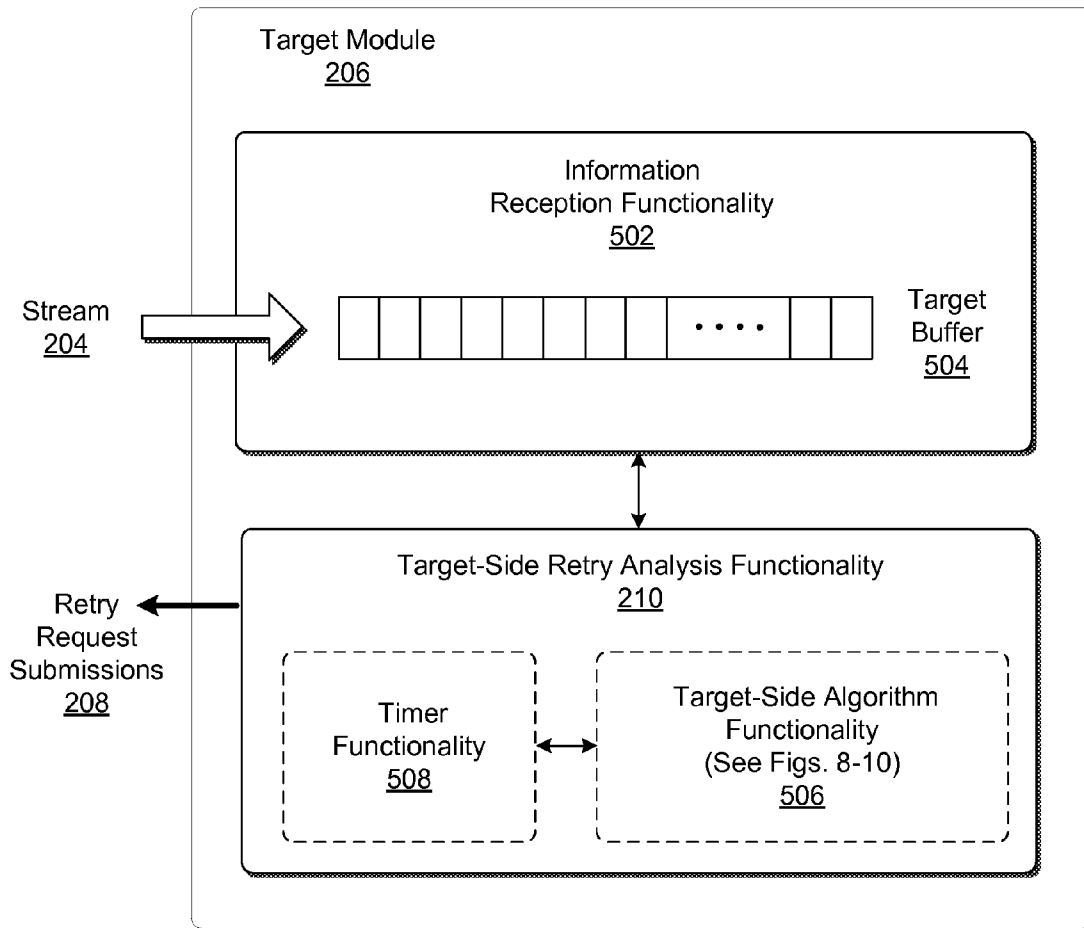 Target Module
206
Information
Reception Functionality
502
Stream
204
Target
Buffer
504
Target-Side Retry Analysis Functionality
210
Retry
Request
Submissions
208
Timer
Functionality
508
Target-Side Algorithm
Functionality
(See Figs. 8-10)
506